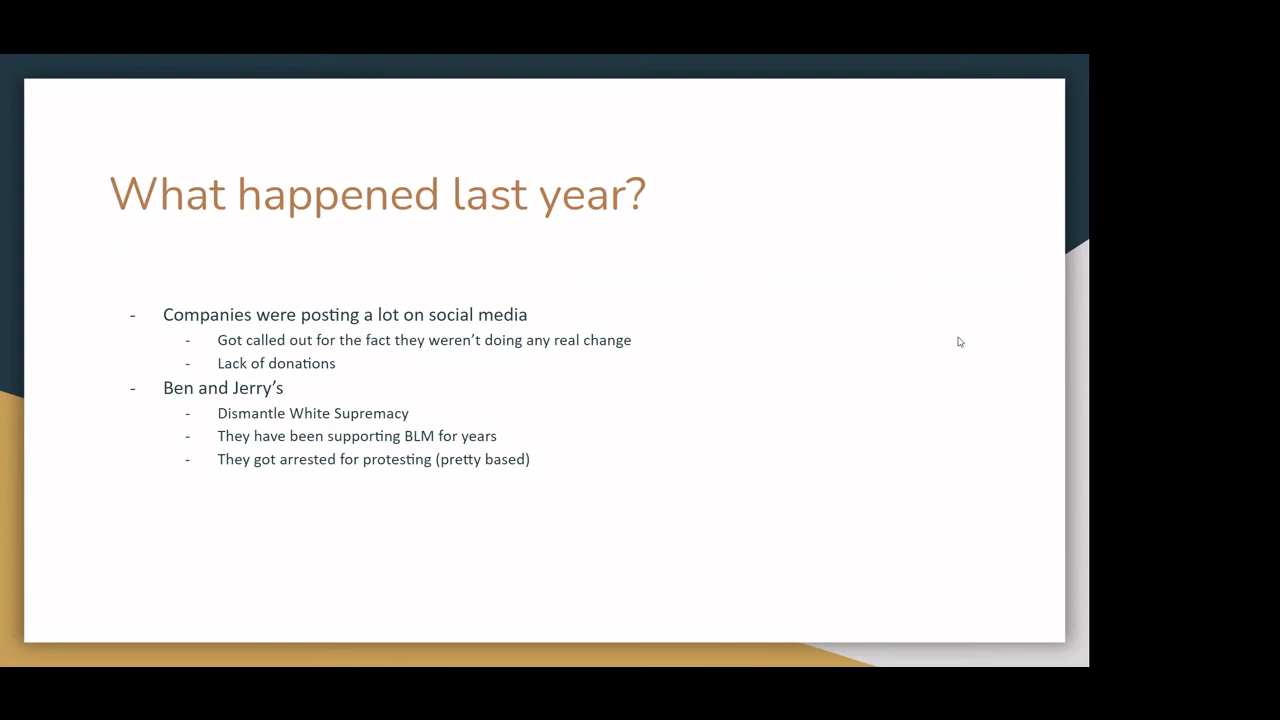 What happened last year?
- Companies were posting a lot on social media
- Got called out for the fact they weren't doing any real change
- Lack of donations
- Ben and Jerry's
- Dismantle White Supremacy
- They have been supporting BLM for years
- They got arrested for protesting (pretty based)